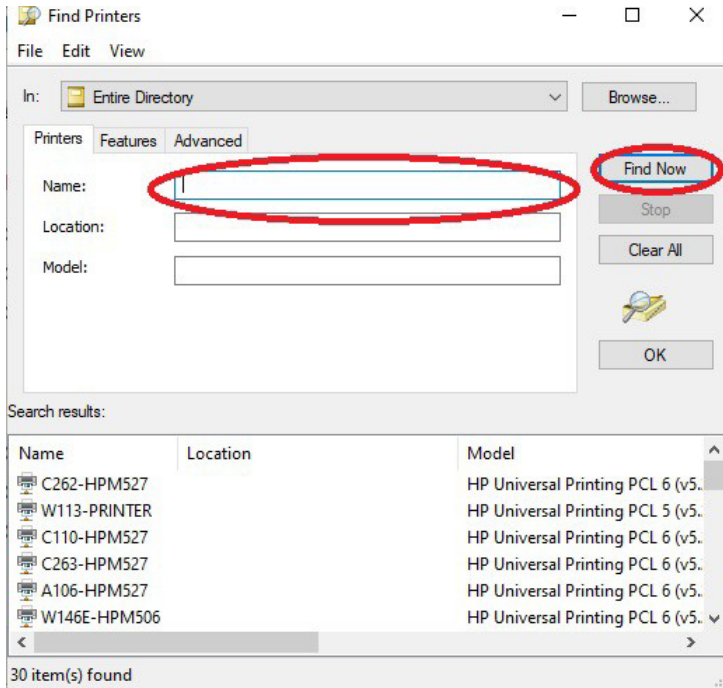 Find Printers
File Edit View
In: Entire Directory Browse...
Printers Features Advanced
Name: Find Now
Location: Stop
Clear All
Model:
OK
Search results:
Name Location Model
C262-HPM527 HP Universal Printing PCL 6 (v5..
W113-PRINTER HP Universal Printing PCL 5 (v5..
C110-HPM527 HP Universal Printing PCL 6 (v5..
C263-HPM527 HP Universal Printing PCL 6 (v5..
A106-HPM527 HP Universal Printing PCL 6 (v5..
W146E-HPM506 HP Universal Printing PCL 6 (v5..
30 item(s) found